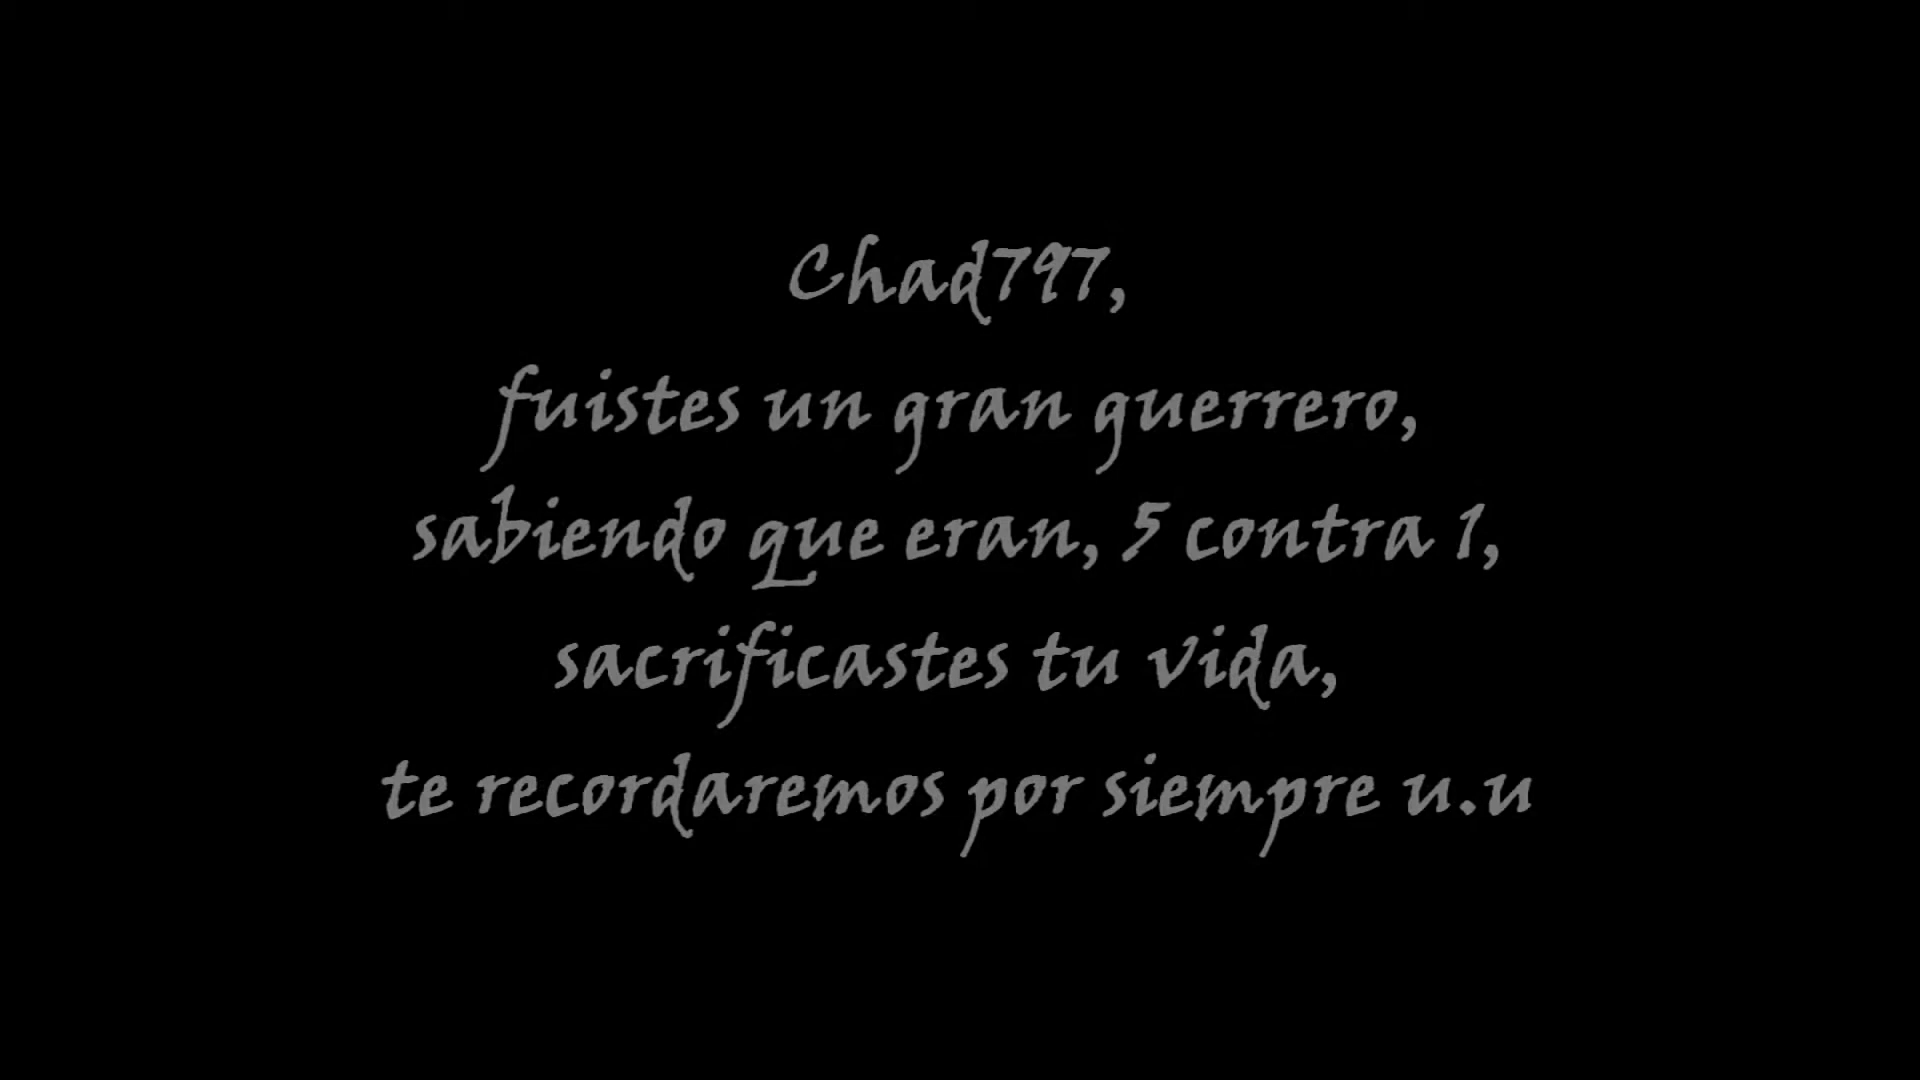 Chad797,
fuistes un gran guerrero,
sabiendo que eran, 5 contra 1,
sacrificastes tu vida,
te recordaremos por siempre u.u